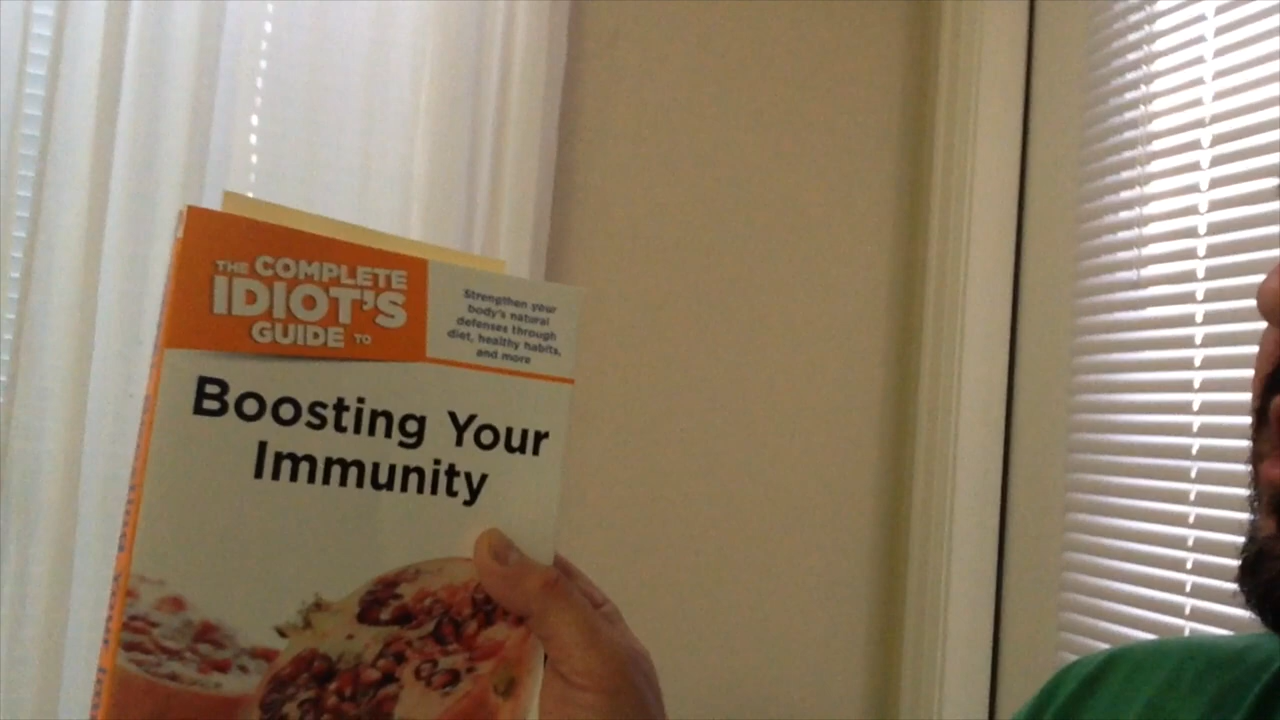 THE COMPLETE
IDIOT'S
GUIDE TO
Strengthen your
body's natural
defenses through
diet, healthy habits,
and more
Boosting Your
Immunity